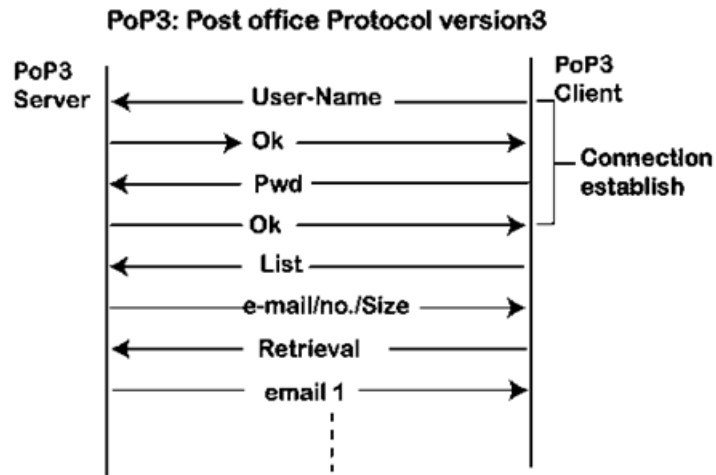 PoP3: Post office Protocol version3
PoP3
Server
PoP3
Client
User-Name
Ok
Connection
establish
Pwd
Ok
List
e-mail/no./Size
Retrieval
email 1